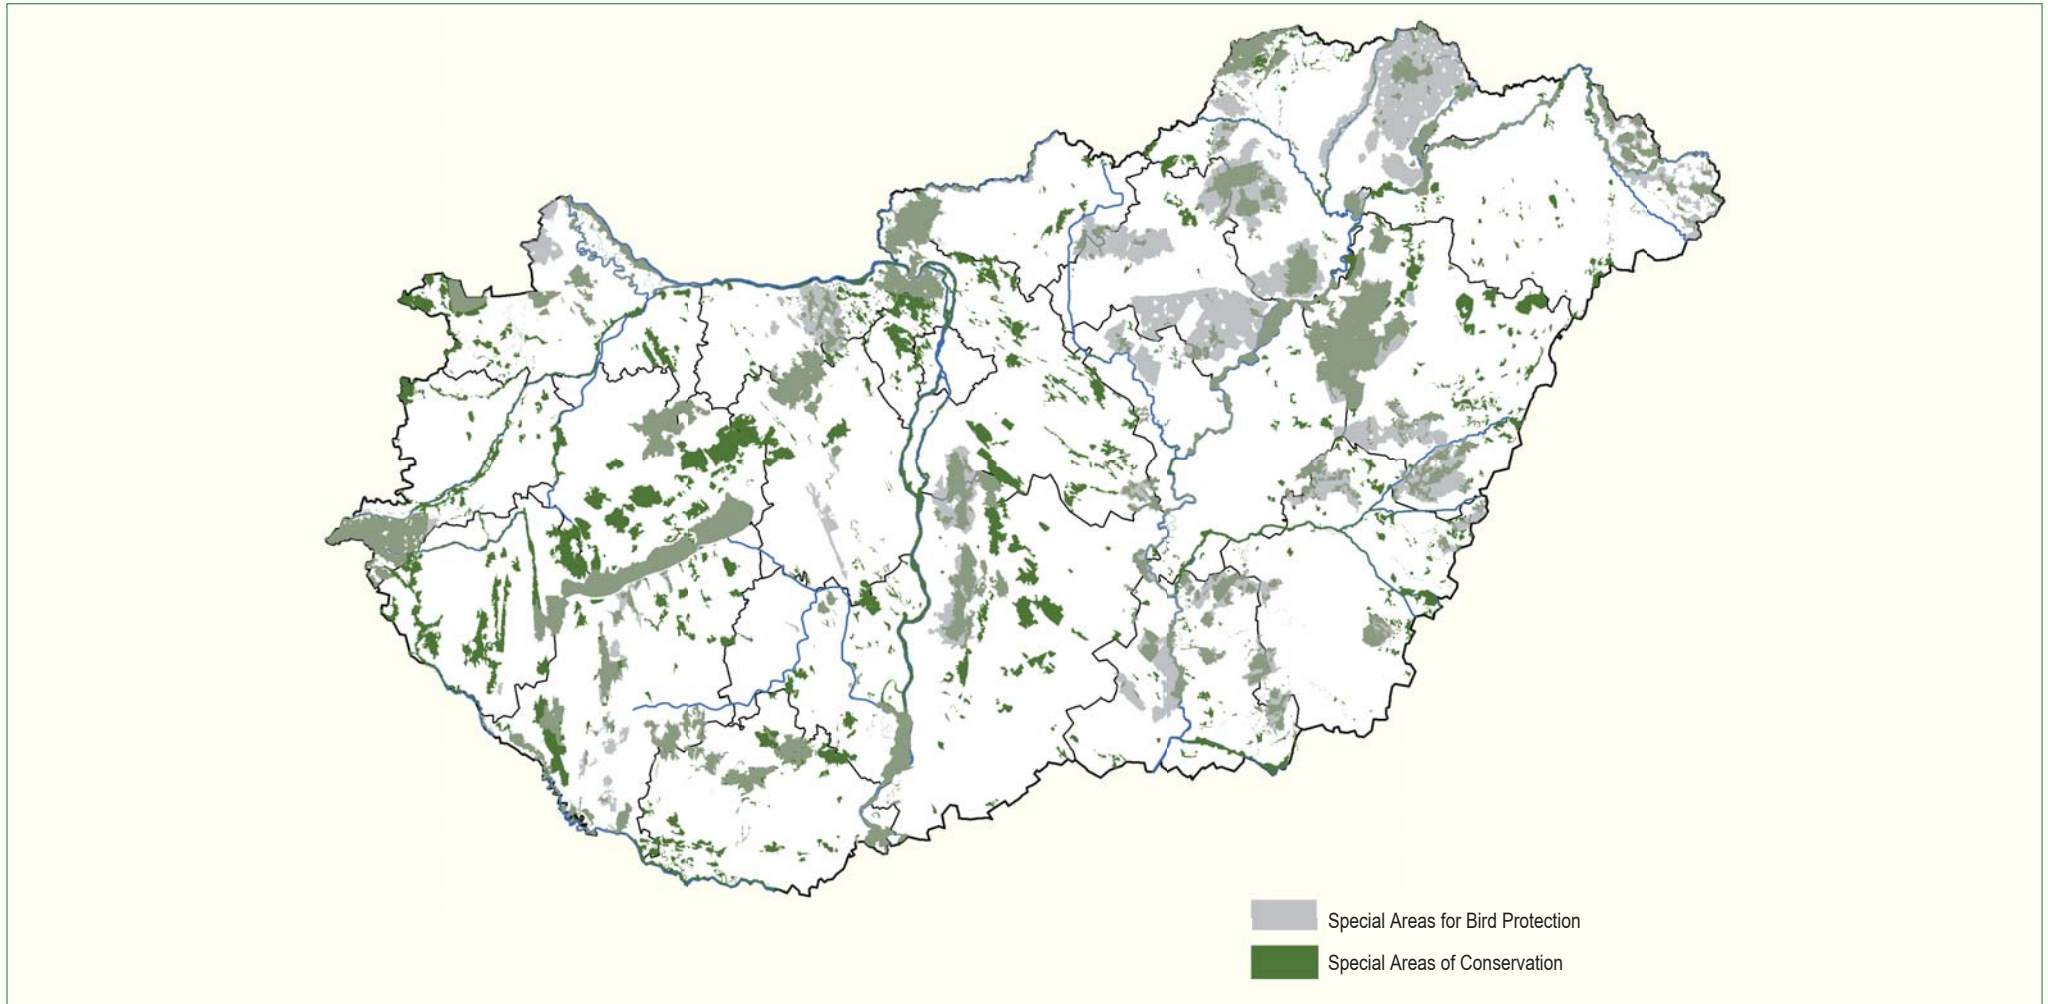 Special Areas for Bird Protection
Special Areas of Conservation